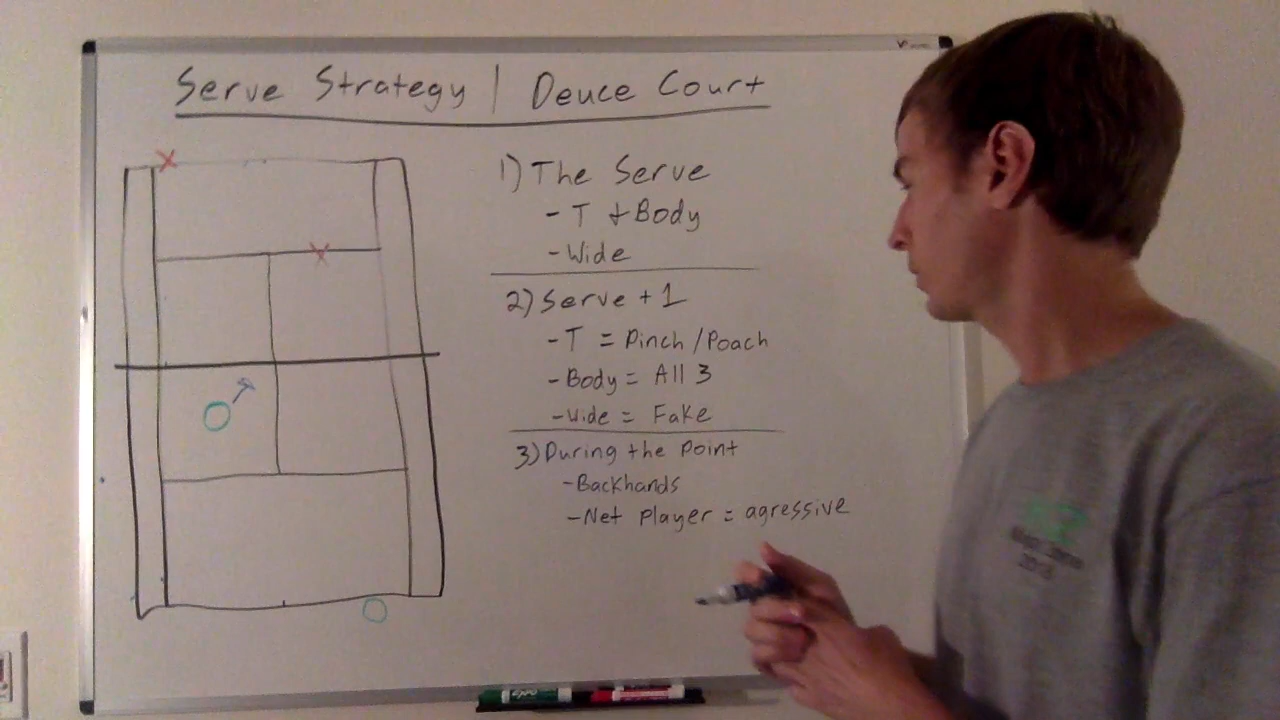 Serve Strategy | Deuce Court
1) The Serve
- T + Body
- Wide
2) Serve + 1
- T = Pinch/Poach
- Body = All 3
- Wide = Fake
3) During the Point
- Backhands
- Net Player = agressive